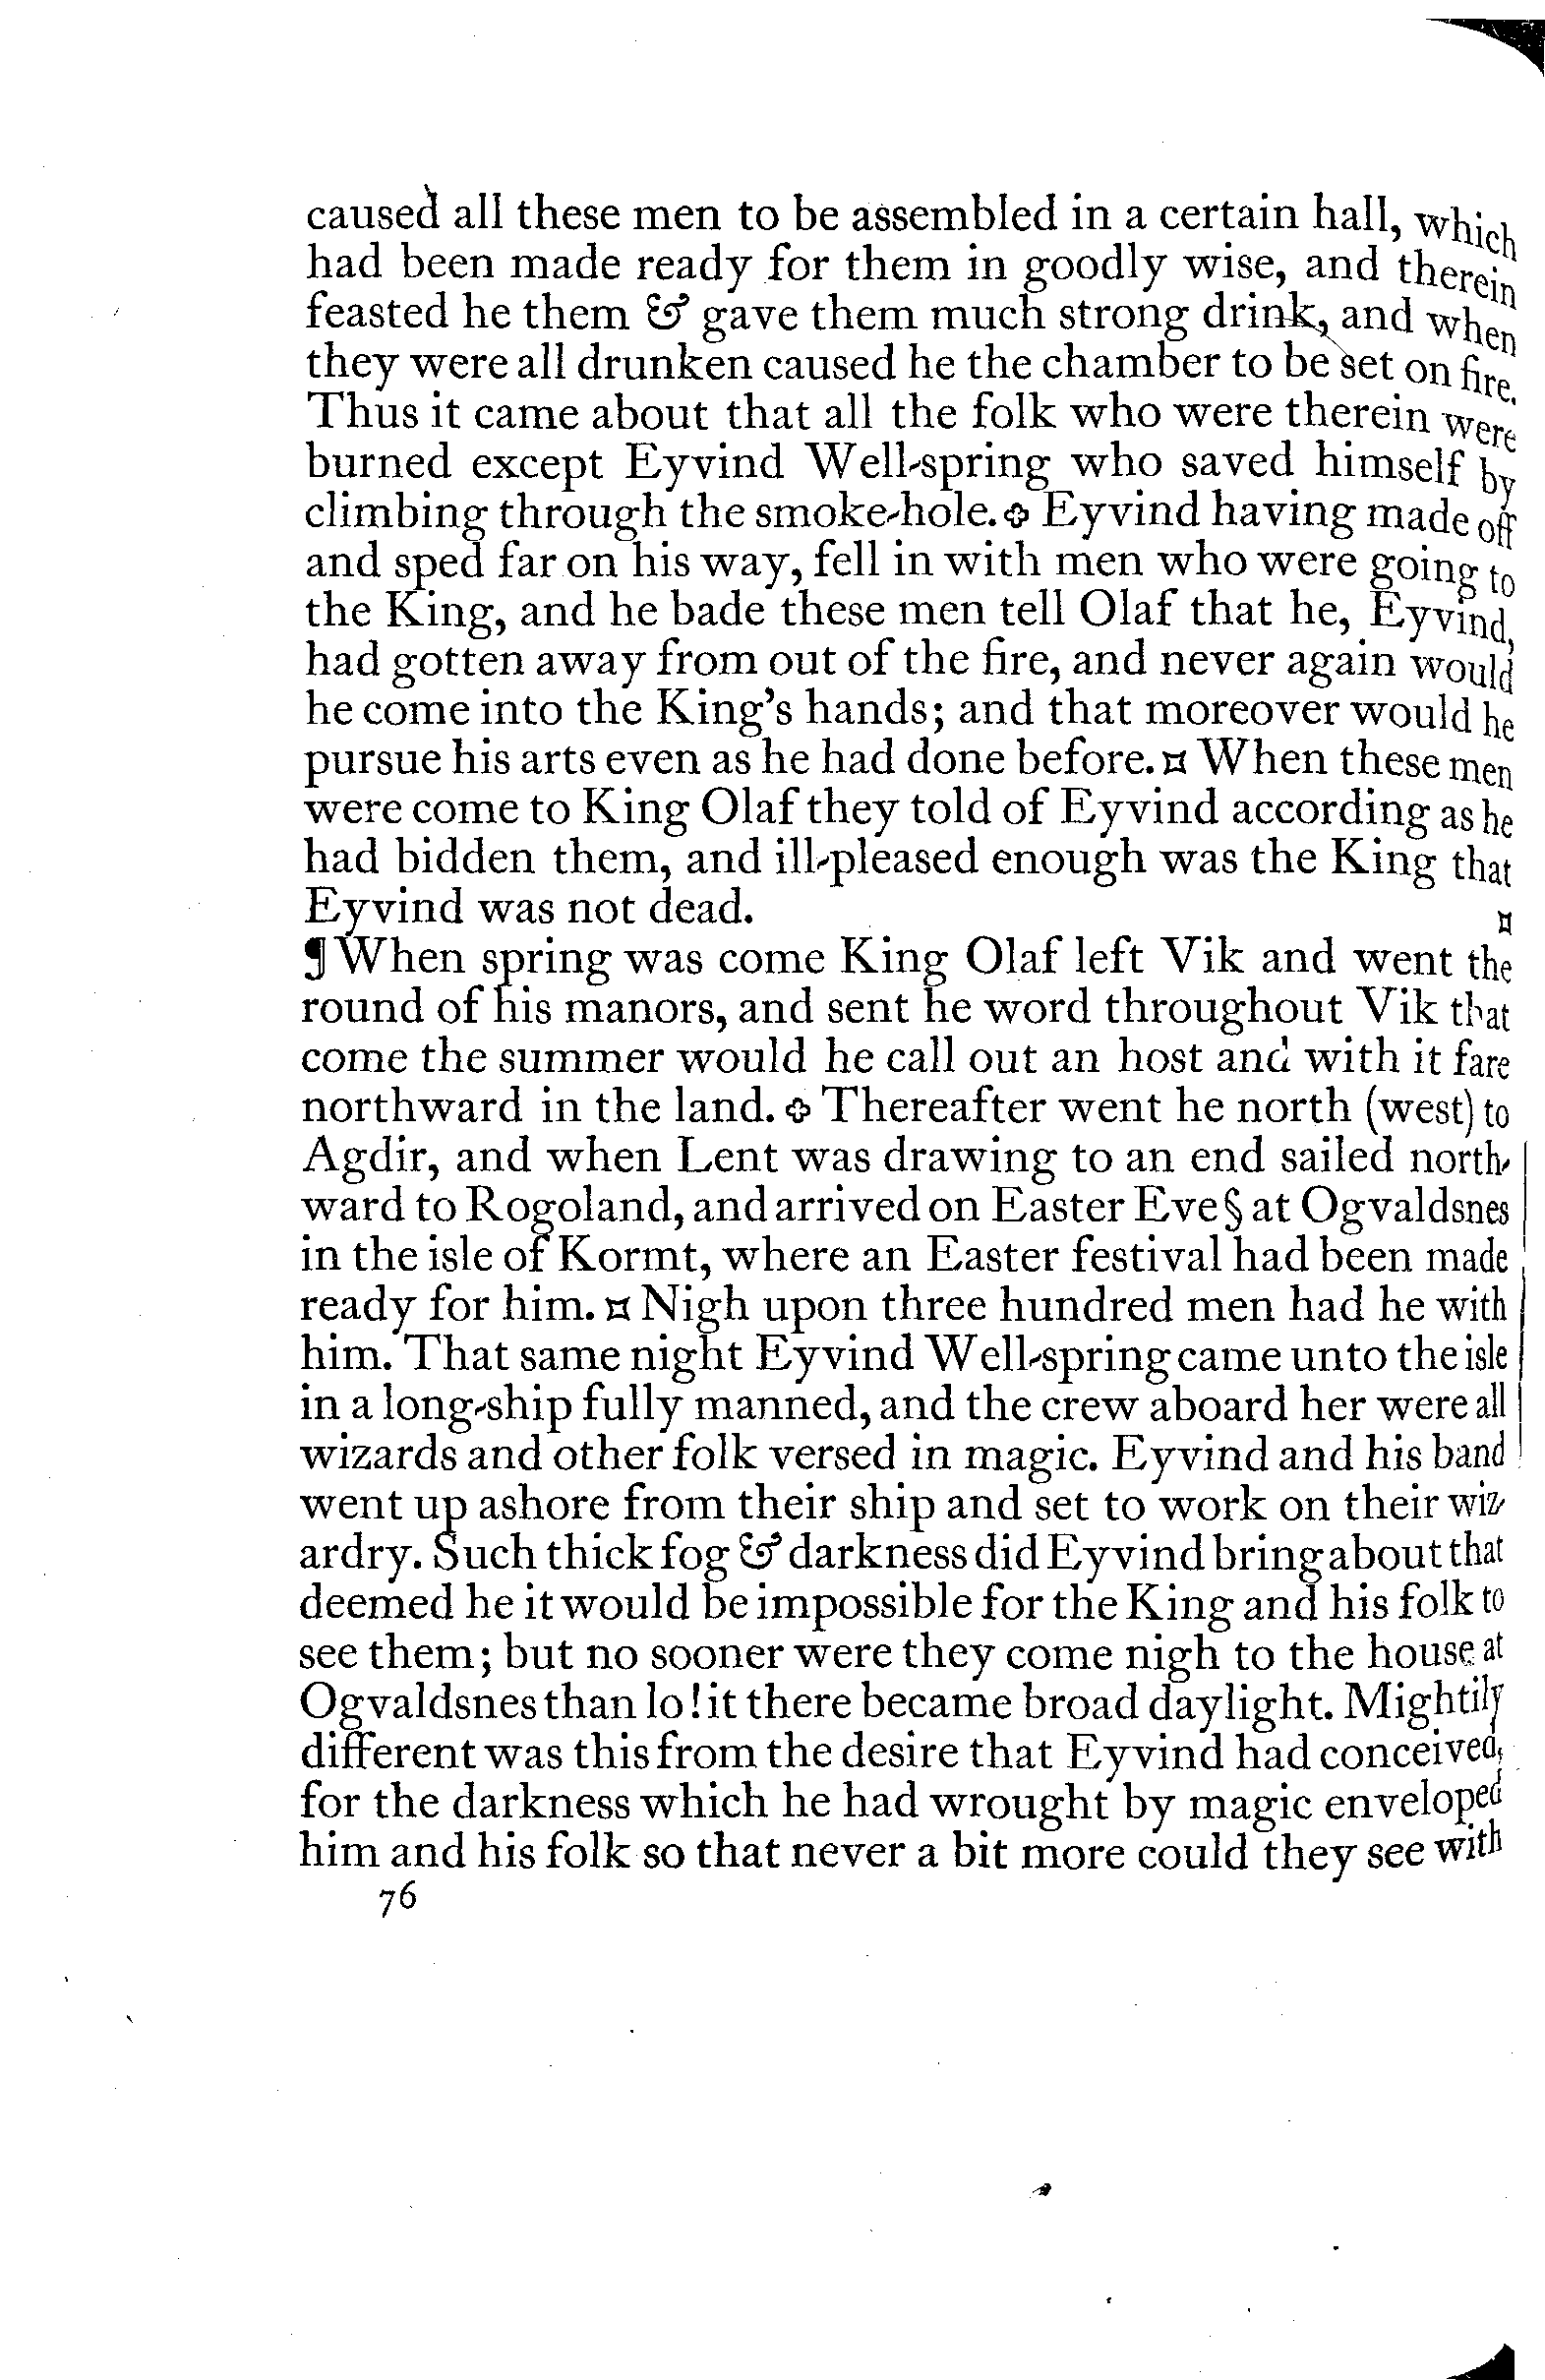 caused all these men to be assembled in a certain hall, which
had been made ready for them in goodly wise, and therein
feasted he them & gave them much strong drink, and when
they were all drunken caused he the chamber to be set on fire.
Thus it came about that all the folk who were therein were
burned except Eyvind Well-spring who saved himself by
climbing through the smoke-hole. ✥ Eyvind having made off
and sped far on his way, fell in with men who were going to
the King, and he bade these men tell Olaf that he, Eyvind,
had gotten away from out of the fire, and never again would
he come into the King's hands; and that moreover would he
pursue his arts even as he had done before. ¤ When these men
were come to King Olaf they told of Eyvind according as he
had bidden them, and ill-pleased enough was the King that
Eyvind was not dead. ¤
¶ When spring was come King Olaf left Vik and went the
round of his manors, and sent he word throughout Vik that
come the summer would he call out an host and with it fare
northward in the land. ✥ Thereafter went he north (west) to
Agdir, and when Lent was drawing to an end sailed north-
ward to Rogoland, and arrived on Easter Eve § at Ogvaldsnes
in the isle of Kormt, where an Easter festival had been made
ready for him. ¤ Nigh upon three hundred men had he with
him. That same night Eyvind Well-spring came unto the isle
in a long-ship fully manned, and the crew aboard her were all
wizards and other folk versed in magic. Eyvind and his band
went up ashore from their ship and set to work on their wiz-
ardry. Such thick fog & darkness did Eyvind bring about that
deemed he it would be impossible for the King and his folk to
see them; but no sooner were they come nigh to the house at
Ogvaldsnes than lo! it there became broad daylight. Mightily
different was this from the desire that Eyvind had conceived,
for the darkness which he had wrought by magic enveloped
him and his folk so that never a bit more could they see with
76